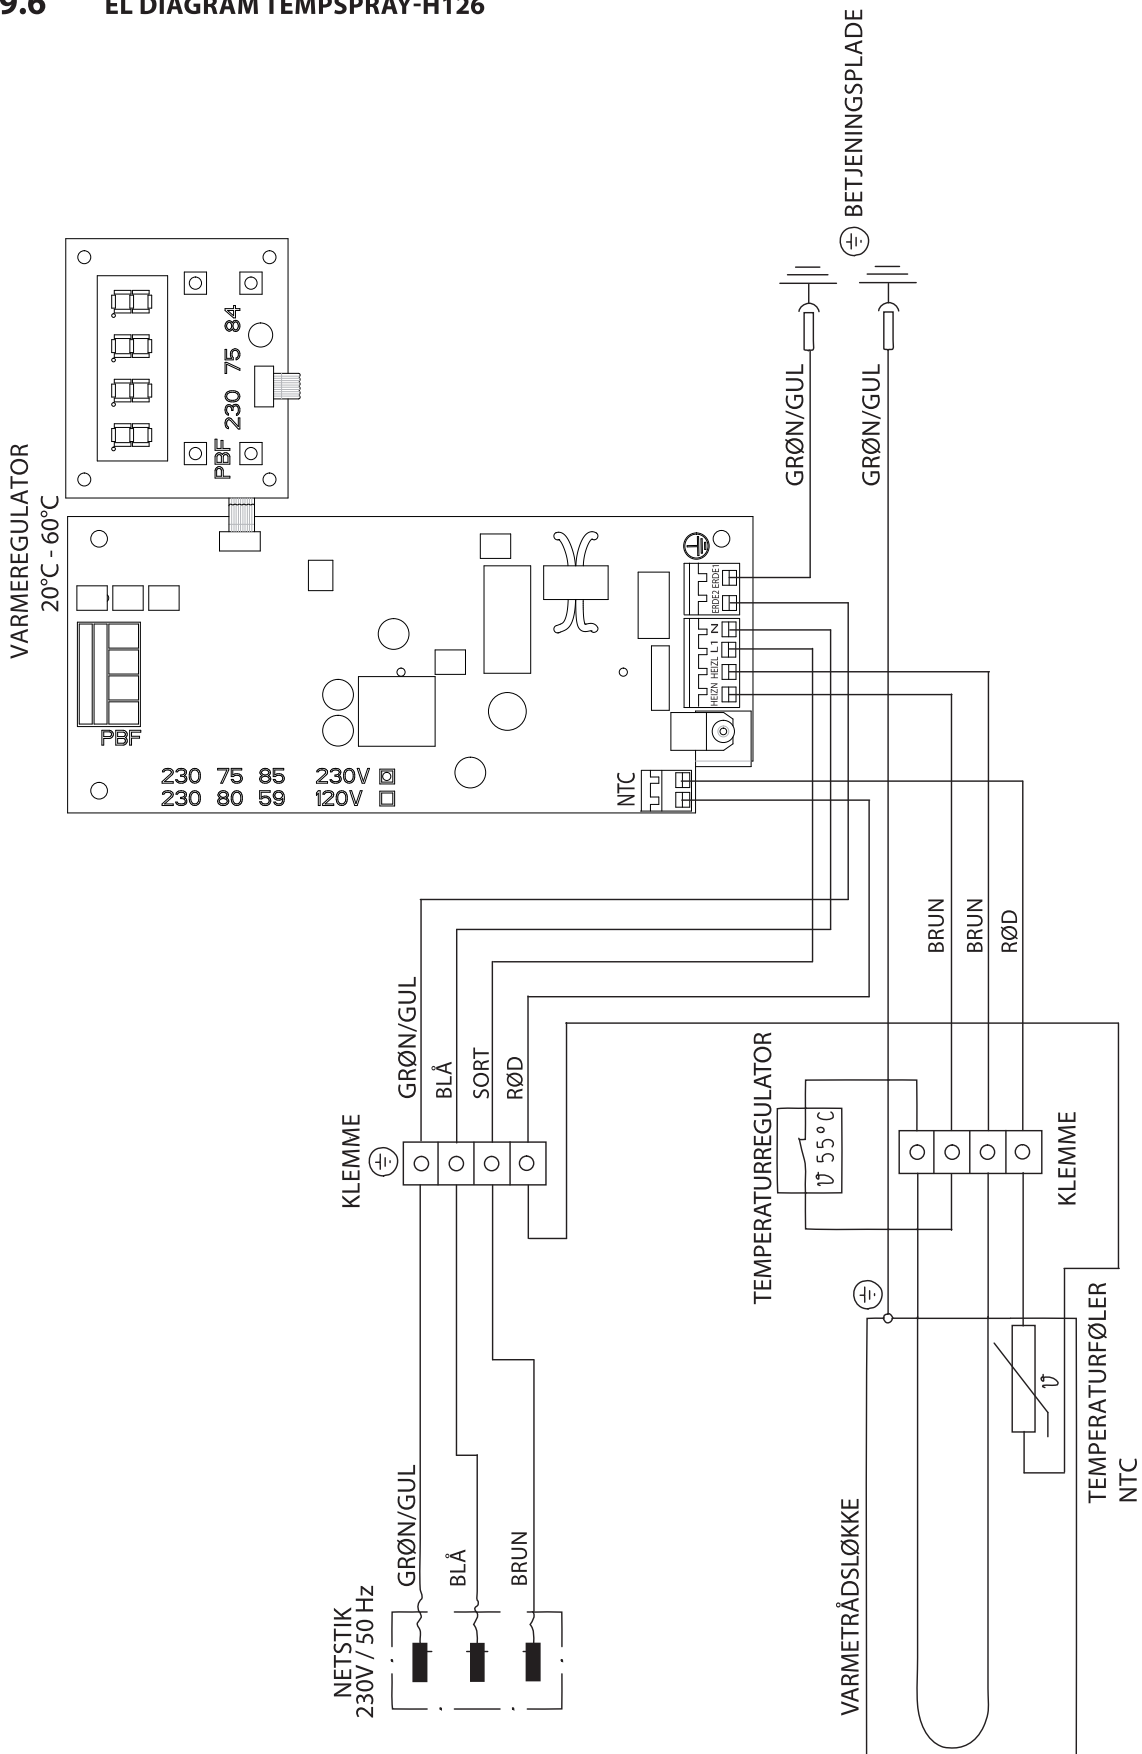 9.6 EL DIAGRAM TEMPSPRAY-H126
BETJENINGSPLADE
VARMEREGULATOR
20°C - 60°C
PBF
230 75 84
GRØN/GUL
GRØN/GUL
ERDE1
ERDE2
N
L1
HEIZL
HEIZN
PBF
230 75 85 230V
230 80 59 120V
NTC
BRUN
BRUN
RØD
GRØN/GUL
BLÅ
SORT
RØD
KLEMME
TEMPERATURREGULATOR
ϑ 55°C
KLEMME
TEMPERATURFØLER
NTC
ϑ
VARMETRÅDSLØKKE
GRØN/GUL
BLÅ
BRUN
NETSTIK
230V / 50 Hz